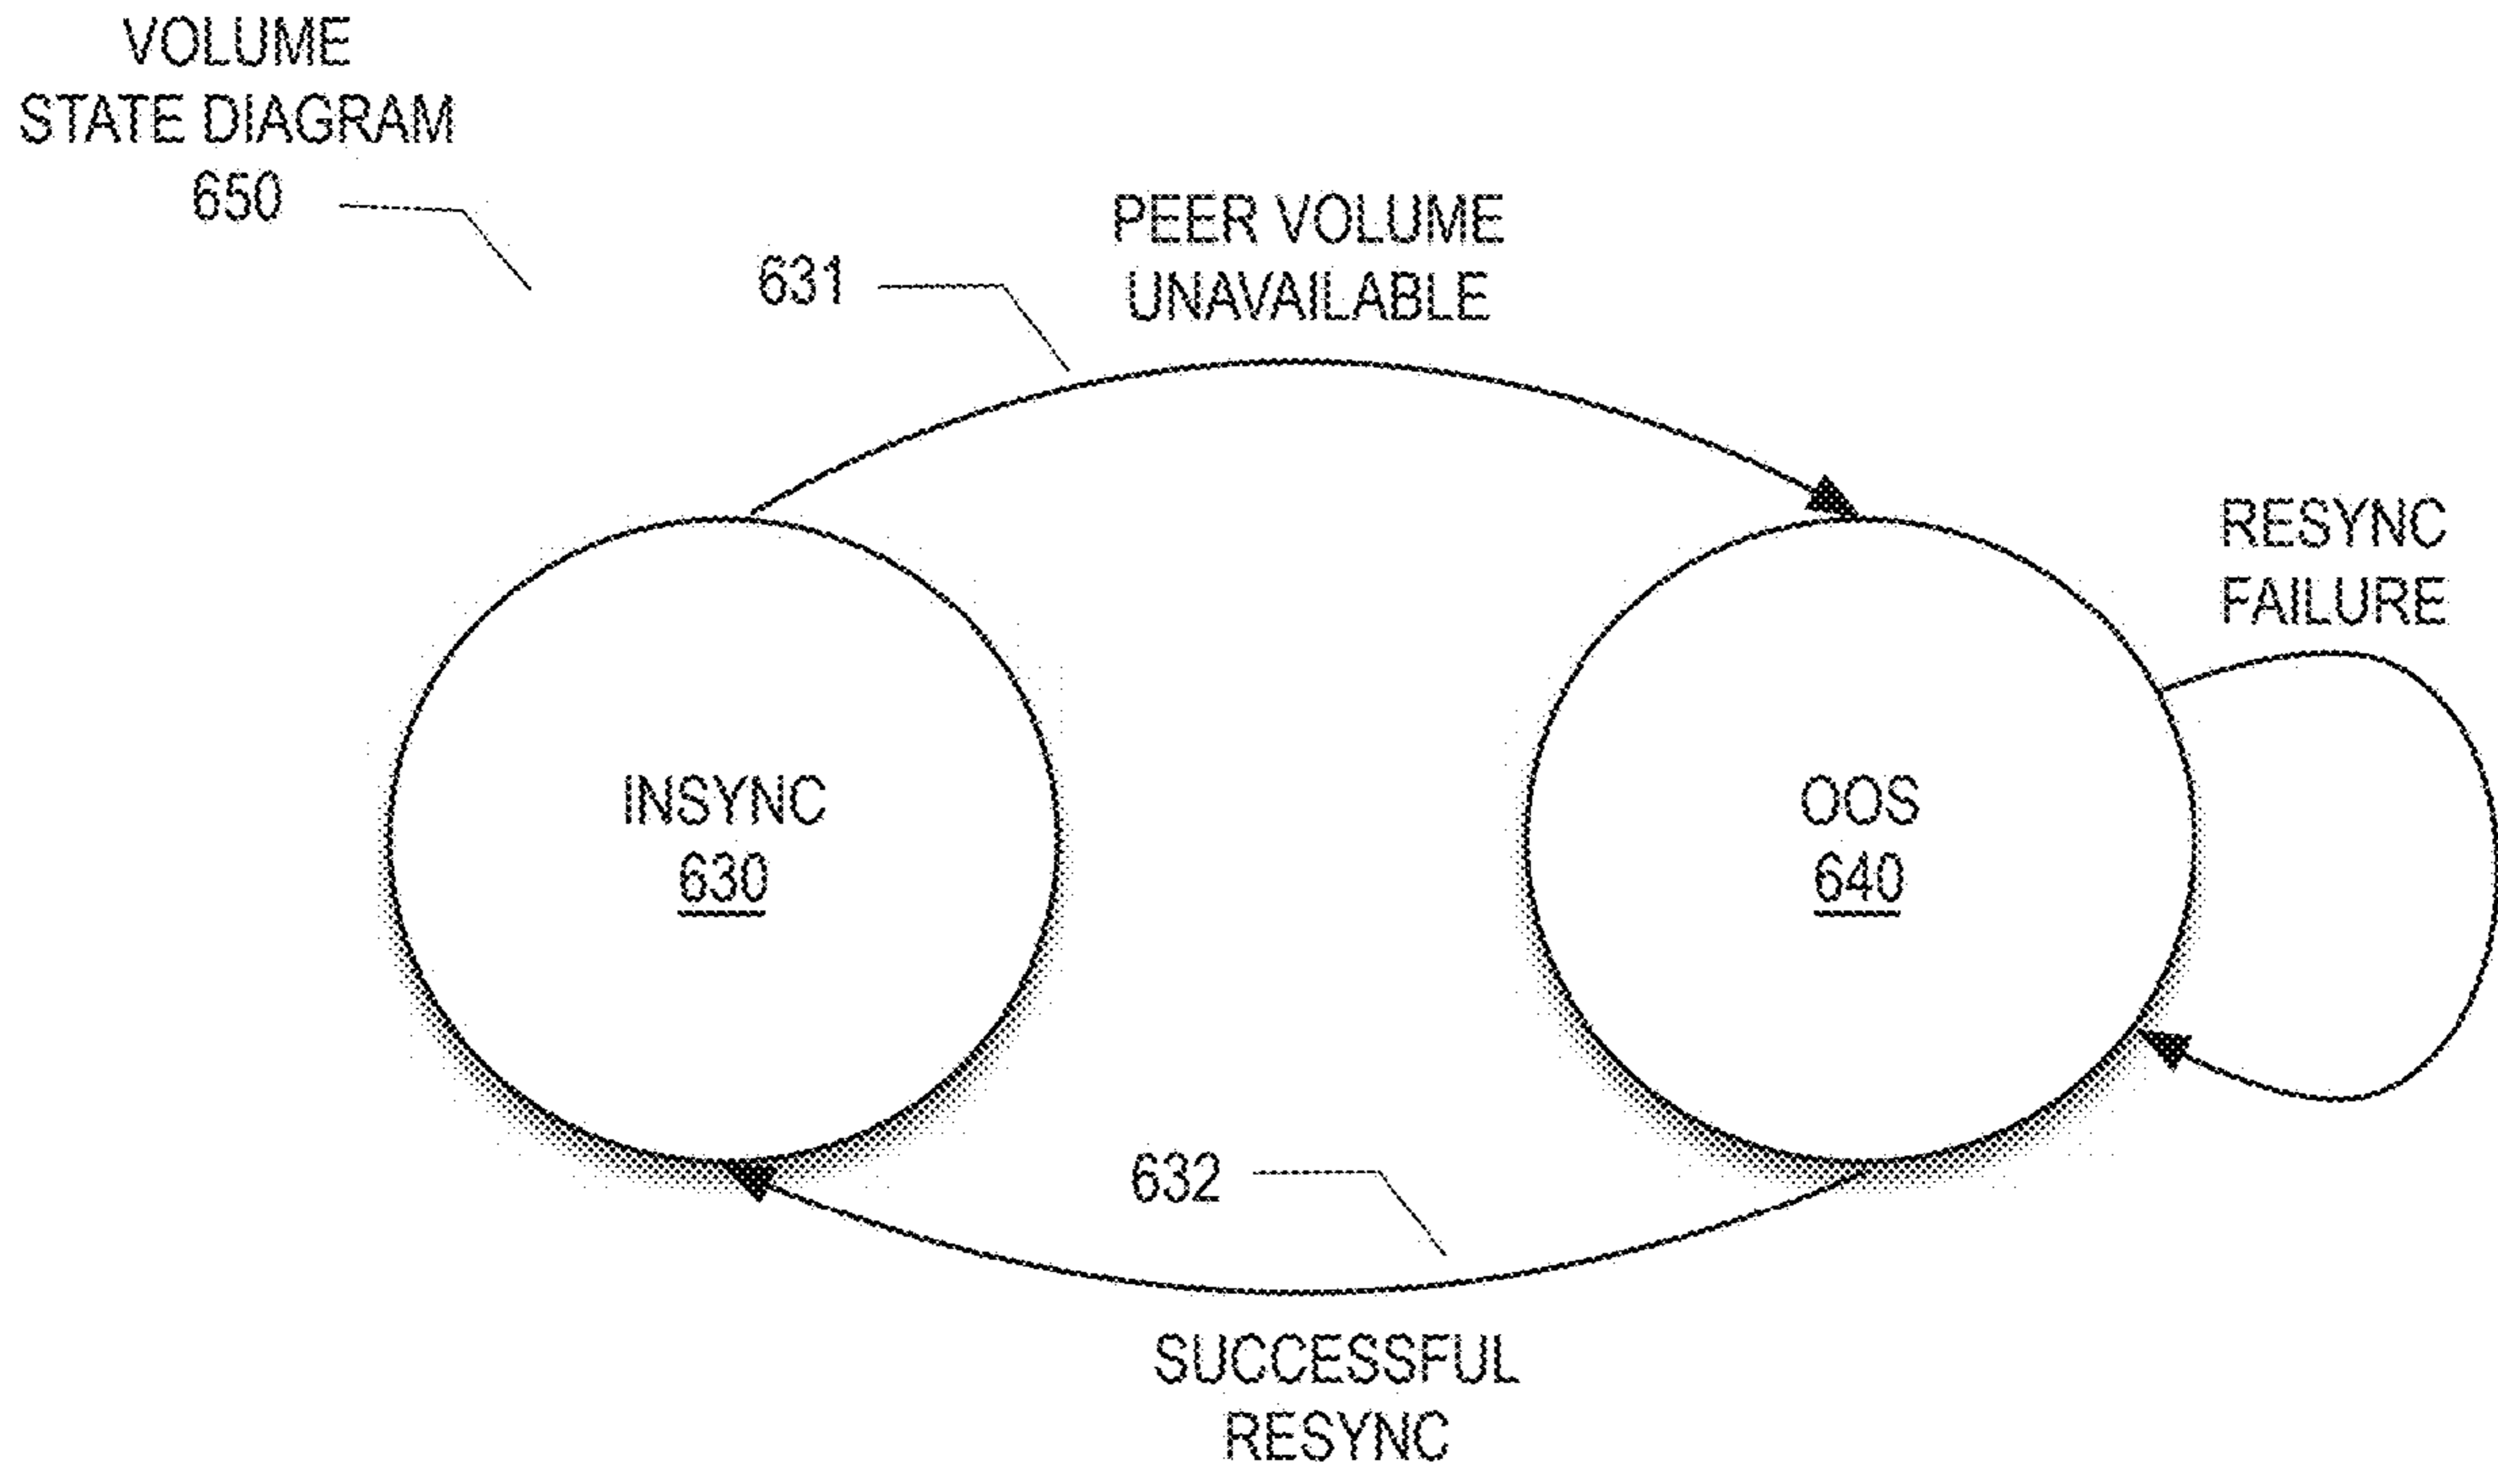 VOLUME
STATE DIAGRAM
650
631
PEER VOLUME
UNAVAILABLE
RESYNC
FAILURE
INSYNC
630
OOS
640
632
SUCCESSFUL
RESYNC